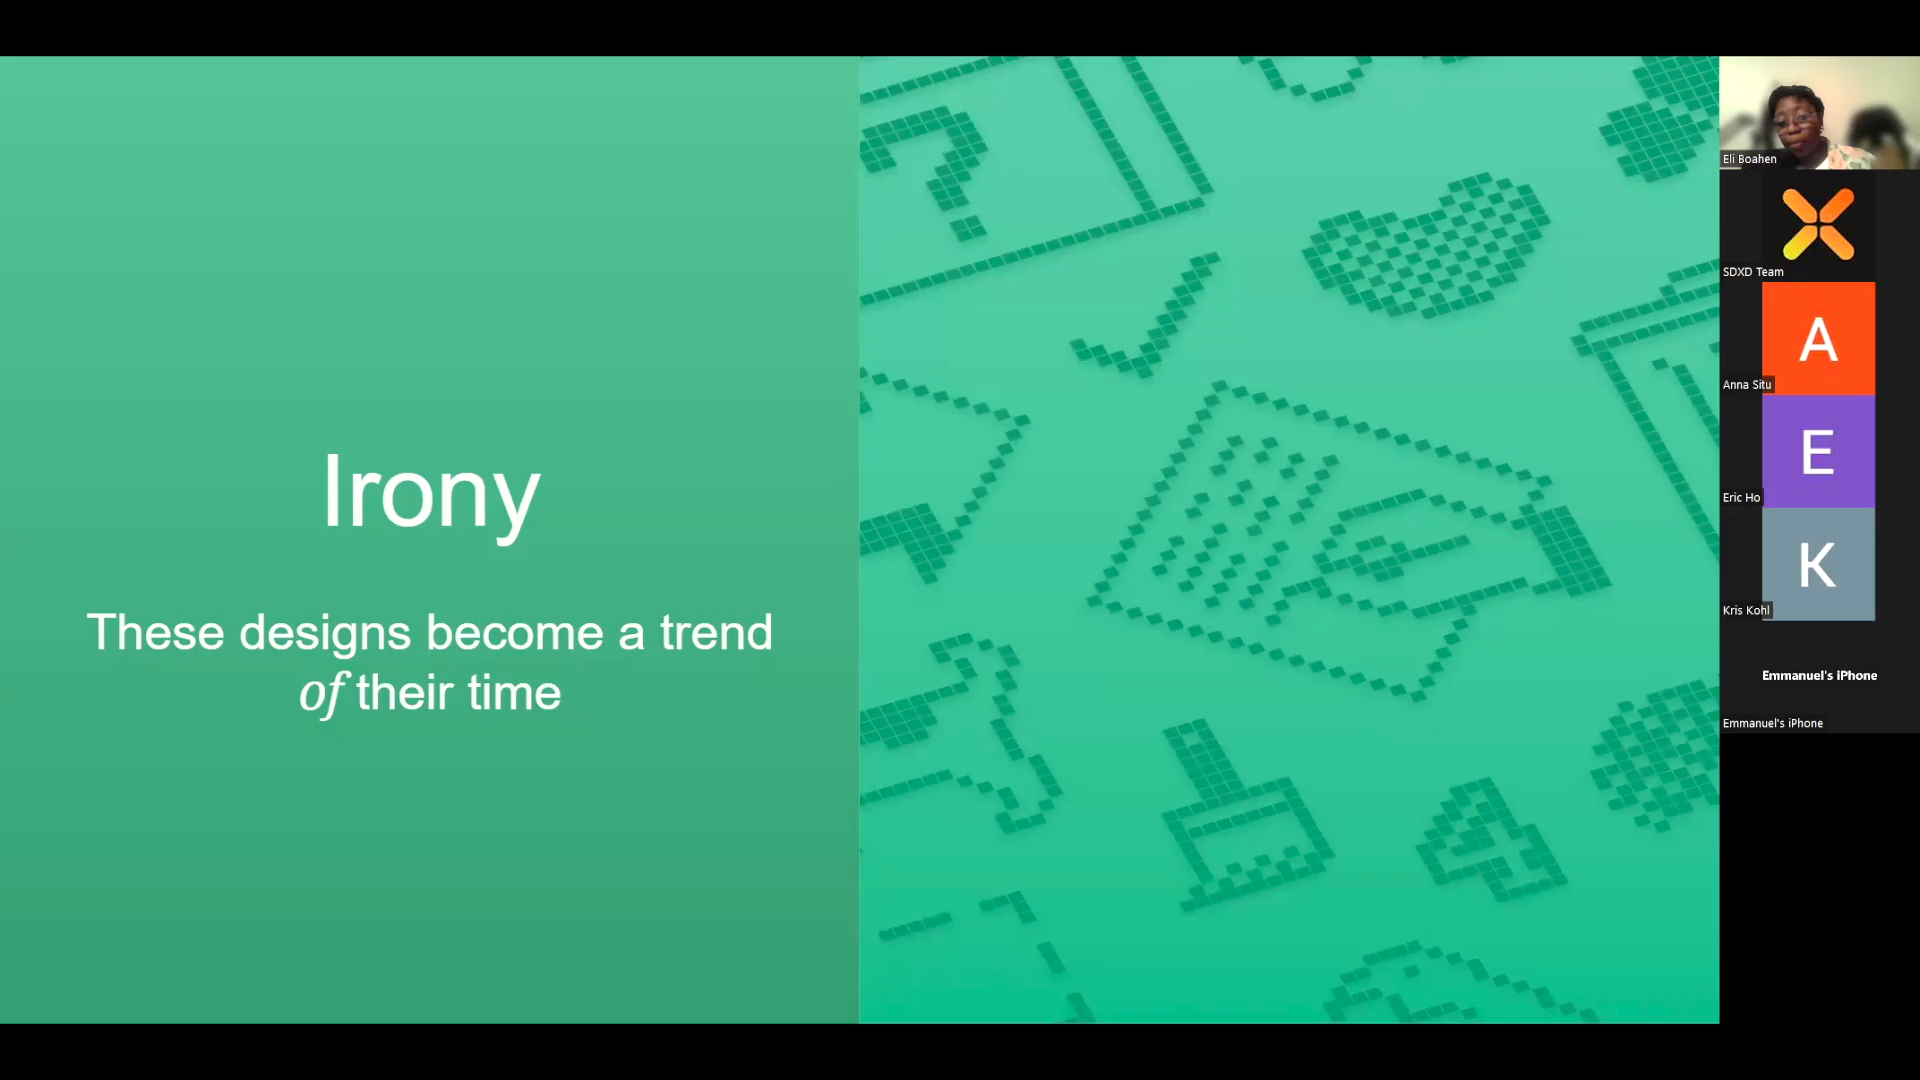 Irony
These designs become a trend
of their time
Eli Boahen
SDXD Team
A
Anna Situ
E
Eric Ho
K
Kris Kohl
Emmanuel's iPhone
Emmanuel's iPhone